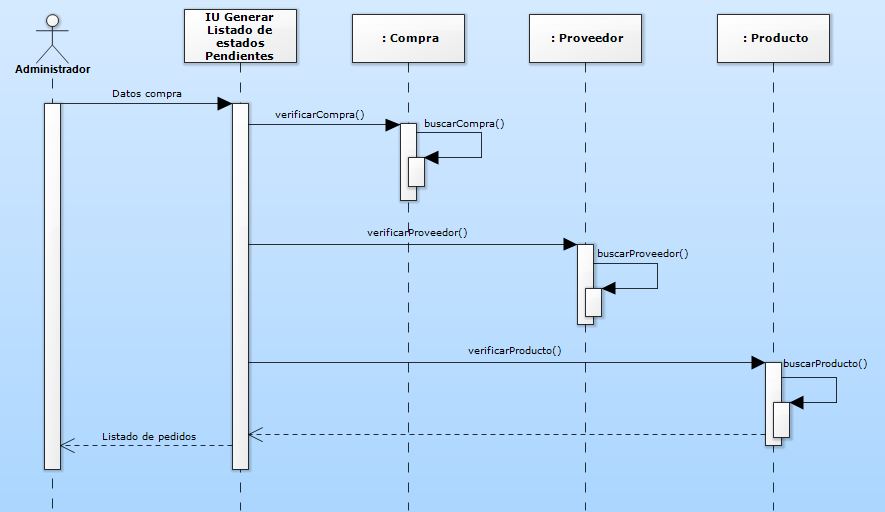 IU Generar
Listado de
estados
Pendientes
: Compra
: Proveedor
: Producto
Administrador
Datos compra
verificarCompra()
buscarCompra()
verificarProveedor()
buscarProveedor()
verificarProducto()
buscarProducto()
Listado de pedidos